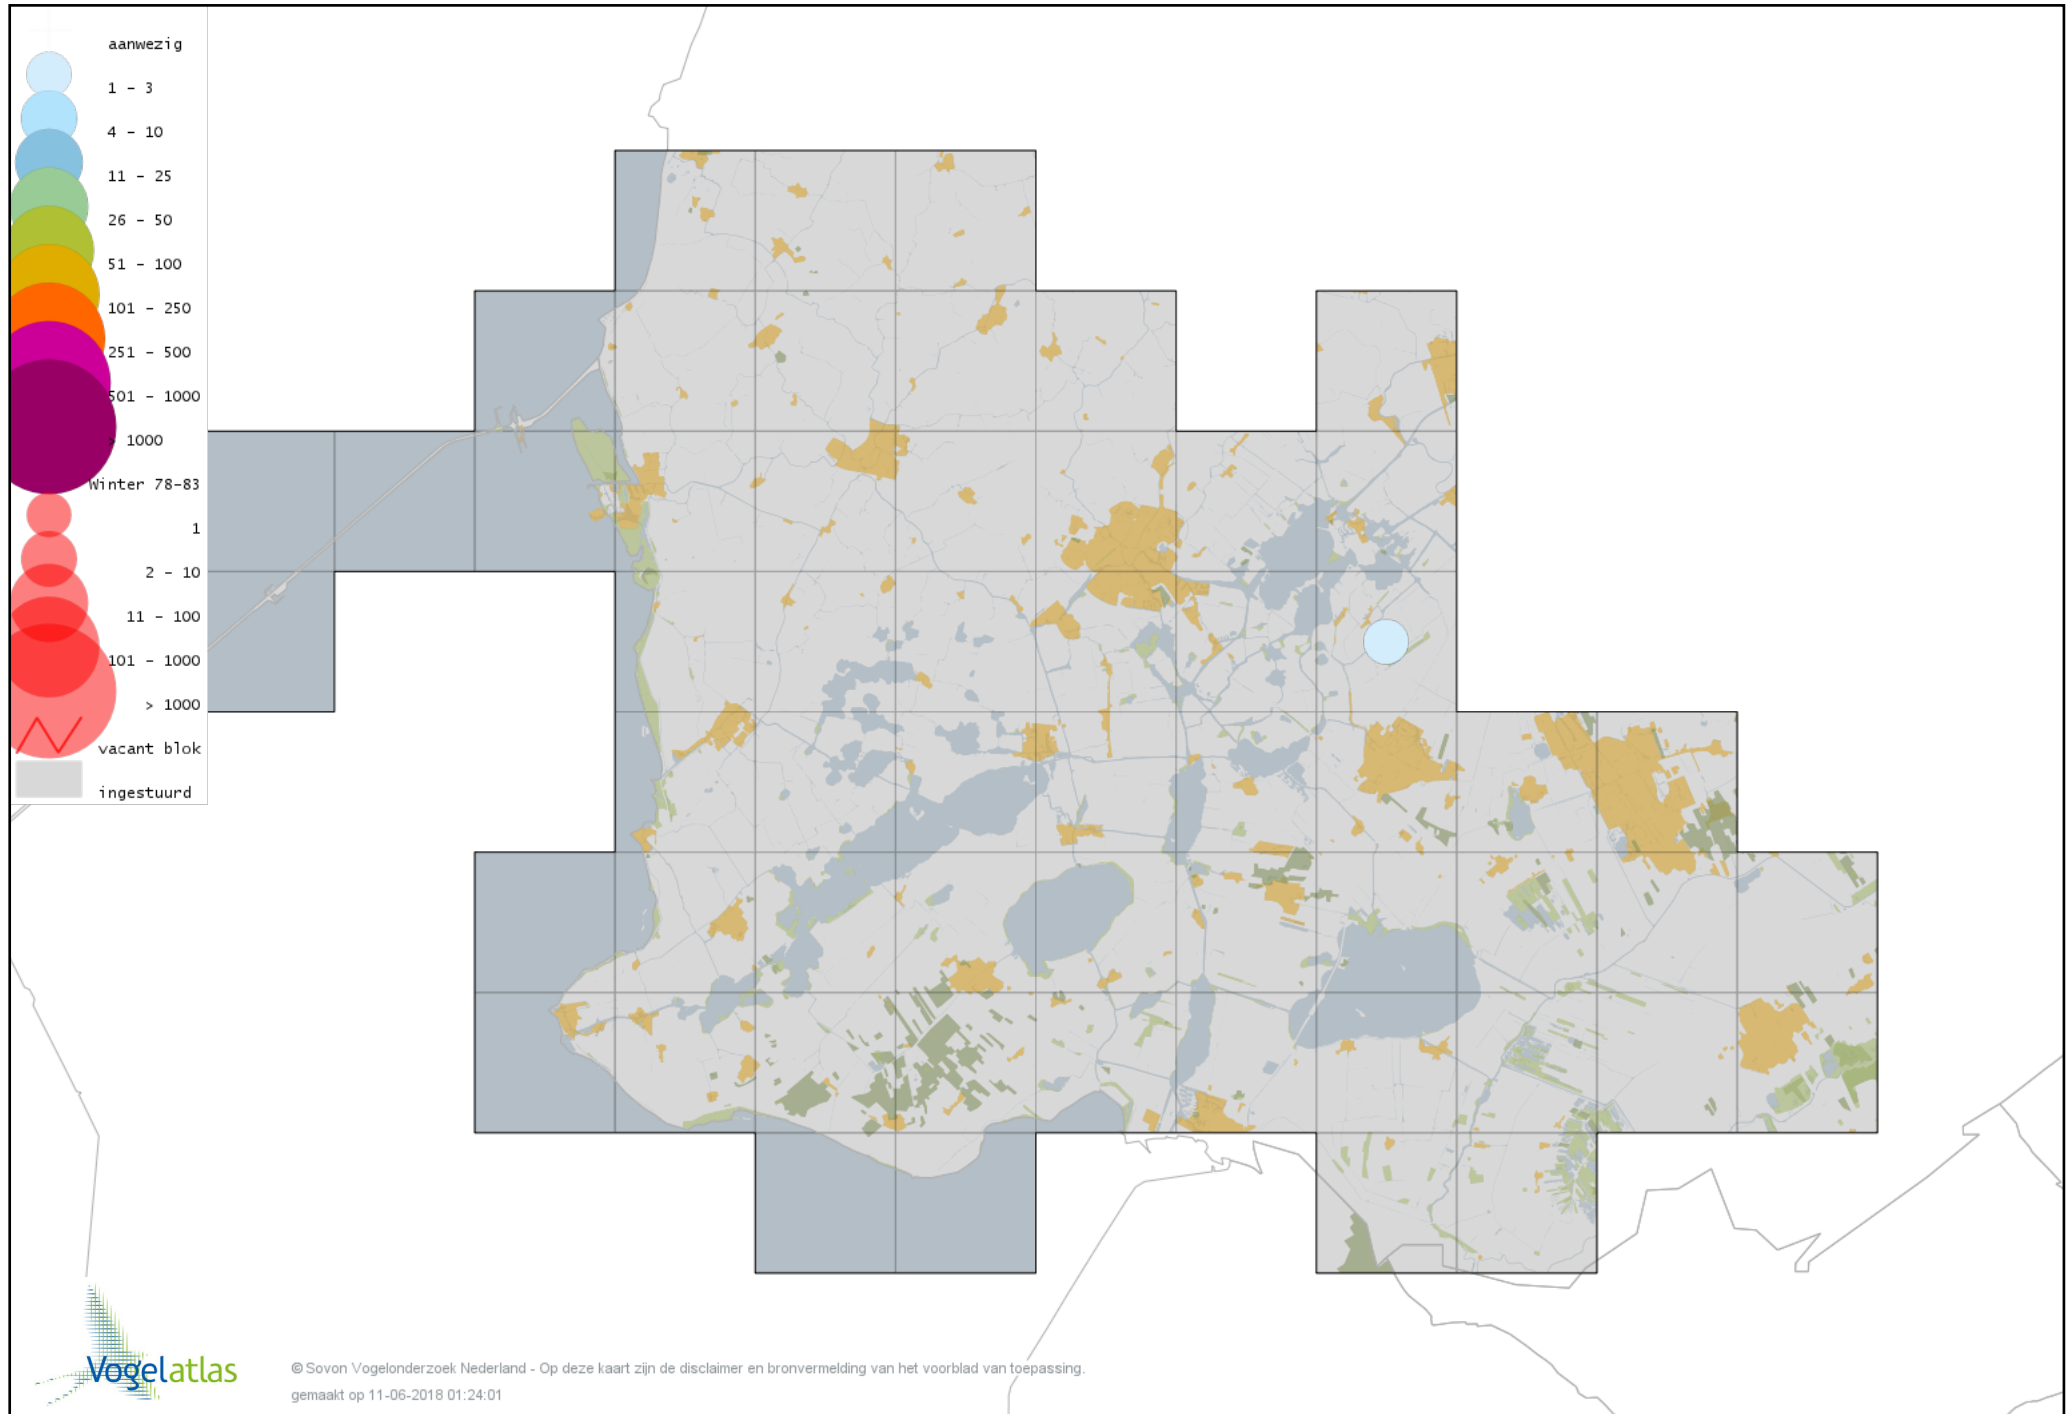 aanwezig
1 - 3
4 - 10
11 - 25
26 - 50
51 - 100
101 - 250
251 - 500
501 - 1000
> 1000
Winter 78-83
1
2 - 10
11 - 100
101 - 1000
> 1000
vacant blok
ingestuurd
Vogelatlas
© Sovon Vogelonderzoek Nederland - Op deze kaart zijn de disclaimer en bronvermelding van het voorblad van toepassing.
gemaakt op 11-06-2018 01:24:01